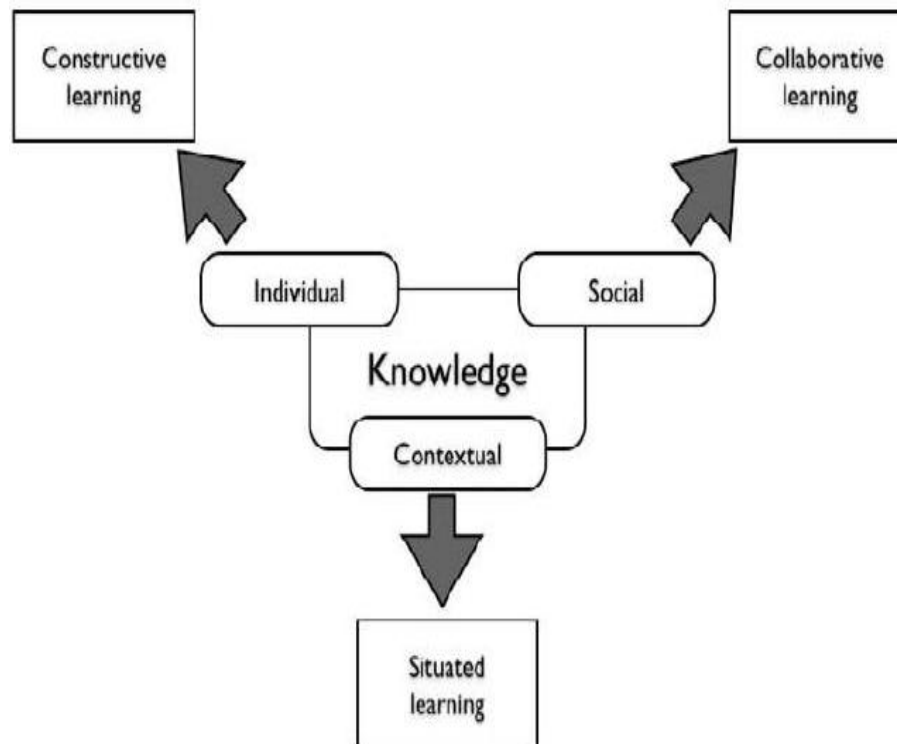 Constructive
learning
Collaborative
learning
Individual
Social
Knowledge
Contextual
Situated
learning